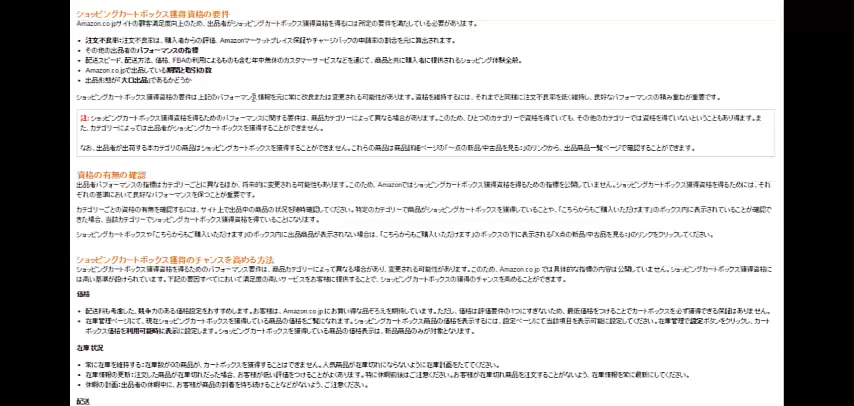 ショッピングカートボックス獲得資格の要件
Amazon.co.jpサイトの顧客満足度向上のため、出品者がショッピングカートボックス獲得資格を得るには所定の要件を満たしている必要があります。
• 注文不良率：注文不良率は、購入者からの評価、Amazonマーケットプレイス保証やチャージバックの申請率の割合を元に算出されます。
• その他の出品者のパフォーマンスの指標
• 配送スピード、配送方法、価格、FBAの利用によるものも含む年中無休のカスタマーサービスなどを通じて、商品と共に購入者に提供されるショッピング体験全般。
• Amazon.co.jpで出品している期間と取引の数
• 出品形態が「大口出品」であるかどうか
ショッピングカートボックス獲得資格の要件は上記のパフォーマンス情報を元に常に改良または変更される可能性があります。資格を維持するには、それまでと同様に注文不良率を低く維持し、良好なパフォーマンスの積み重ねが重要です。
注： ショッピングカートボックス獲得資格を得るためのパフォーマンスに関する要件は、商品カテゴリーによって異なる場合があります。このため、ひとつのカテゴリーで資格を得ていても、その他のカテゴリーでは資格を得ていないということもあり得ます。ま
た、カテゴリーによっては出品者がショッピングカートボックスを獲得することができません。
なお、出品者が出荷する本カテゴリの商品はショッピングカートボックスを獲得することができません。これらの商品は商品詳細ページの「〜点の新品/中古品を見る：」のリンクから、出品商品一覧ページで確認することができます。
資格の有無の確認
出品者パフォーマンスの指標はカテゴリーごとに異なるほか、将来的に変更される可能性もあります。このため、Amazonではショッピングカートボックス獲得資格を得るための指標を公開していません。ショッピングカートボックス獲得資格を得るためには、それ
ぞれの基準において良好なパフォーマンスを保つことが重要です。
カテゴリーごとの資格の有無を確認するには、サイト上で出品中の商品の状況を随時確認してください。特定のカテゴリーで商品がショッピングカートボックスを獲得していることや、「こちらからもご購入いただけます」のボックス内に表示されていることが確認で
きた場合、当該カテゴリーでショッピングカートボックス獲得資格を得ていることになります。
ショッピングカートボックスや「こちらからもご購入いただけます」のボックス内に出品商品が表示されない場合は、「こちらからもご購入いただけます」のボックスの下に表示される「X点の新品/中古品を見る：」のリンクをクリックしてください。
ショッピングカートボックス獲得のチャンスを高める方法
ショッピングカートボックス獲得資格を得るためのパフォーマンス要件は、商品カテゴリーによって異なる場合があり、変更される可能性があります。このため、Amazon.co.jp では具体的な指標の内容は公開していません。ショッピングカートボックス獲得資格に
は高い基準が設けられています。下記の要因すべてにおいて満足度の高いサービスをお客様に提供することで、ショッピングカートボックスの獲得のチャンスを高めることができます。
価格
• 配送料も考慮した、競争力のある価格設定をおすすめします。お客様は、Amazon.co.jpにお買い得な品ぞろえを期待しています。ただし、価格は評価要件の1つにすぎないため、最低価格をつけることでカートボックスを必ず獲得できる保証はありません。
• 在庫管理ページにて、現在ショッピングカートボックスを獲得している商品の価格をご覧になれます。ショッピングカートボックス商品の価格を表示するには、設定ページにて当該項目を表示可能に設定してください。在庫管理で設定ボタンをクリックし、カート
ボックス価格を利用可能時に表示に設定します。ショッピングカートボックスを獲得している商品の価格表示は、新品商品のみが対象となります。
在庫状況
• 常に在庫を維持する：在庫数が0の商品が、カートボックスを獲得することはできません。人気商品が在庫切れにならないように在庫計画をたててください。
• 在庫情報の更新：注文した商品が在庫切れだった場合、お客様が低い評価をつけることがよくあります。特に休暇前後はご注意ください。お客様が在庫切れ商品を注文することがないよう、在庫情報を常に最新にしてください。
• 休暇の計画：出品者の休暇中に、お客様が商品の到着を待ち続けることなどがないよう、ご注意ください。
配送